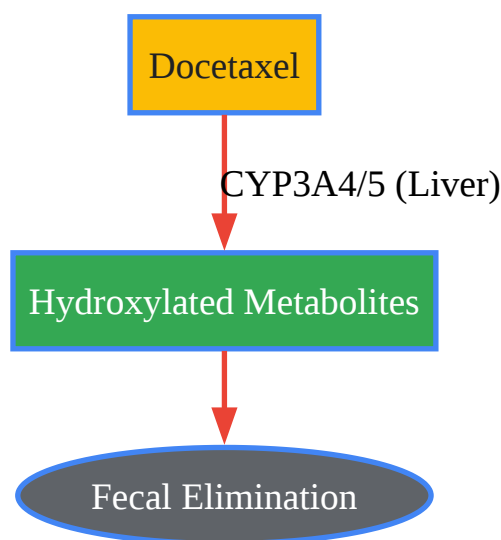 Docetaxel
CYP3A4/5 (Liver)
Hydroxylated Metabolites
Fecal Elimination